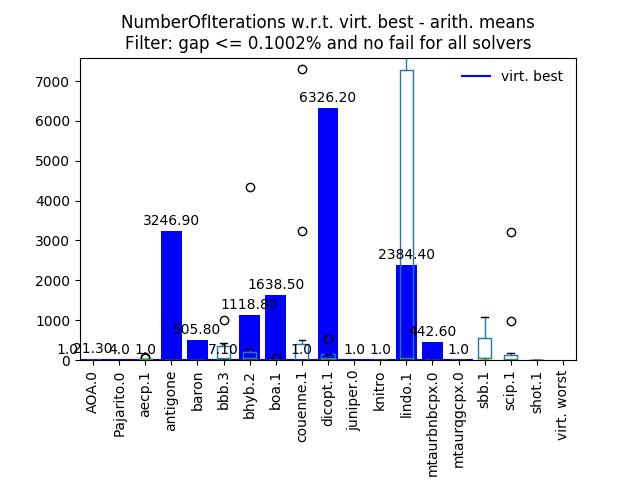 NumberOfIterations w.r.t. virt. best - arith. means
Filter: gap <= 0.1002% and no fail for all solvers
virt. best
7000
6000
5000
4000
3000
2000
1000
0
1.0
21.30
4.0
1.0
3246.90
505.80
7.10
1118.80
1638.50
1.0
6326.20
1.0
1.0
2384.40
442.60
1.0
AOA.0
Pajarito.0
aecp.1
antigone
baron
bbb.3
bhyb.2
boa.1
couenne.1
dicopt.1
juniper.0
knitro
lindo.1
mtaurbnbcpx.0
mtaurqgcpx.0
sbb.1
scip.1
shot.1
virt. worst